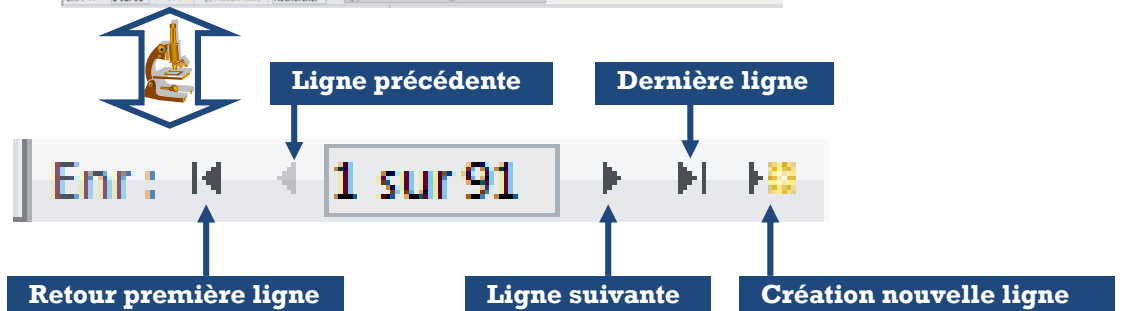 Ligne précédente
Dernière ligne
Enr : 1 sur 91
Retour première ligne
Ligne suivante
Création nouvelle ligne